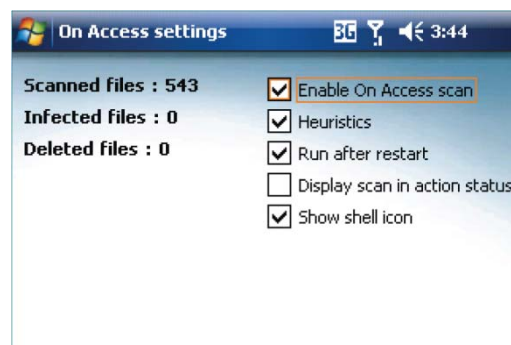 On Access settings 3G 3:44
Scanned files : 543
Infected files : 0
Deleted files : 0
Enable On Access scan
Heuristics
Run after restart
Display scan in action status
Show shell icon